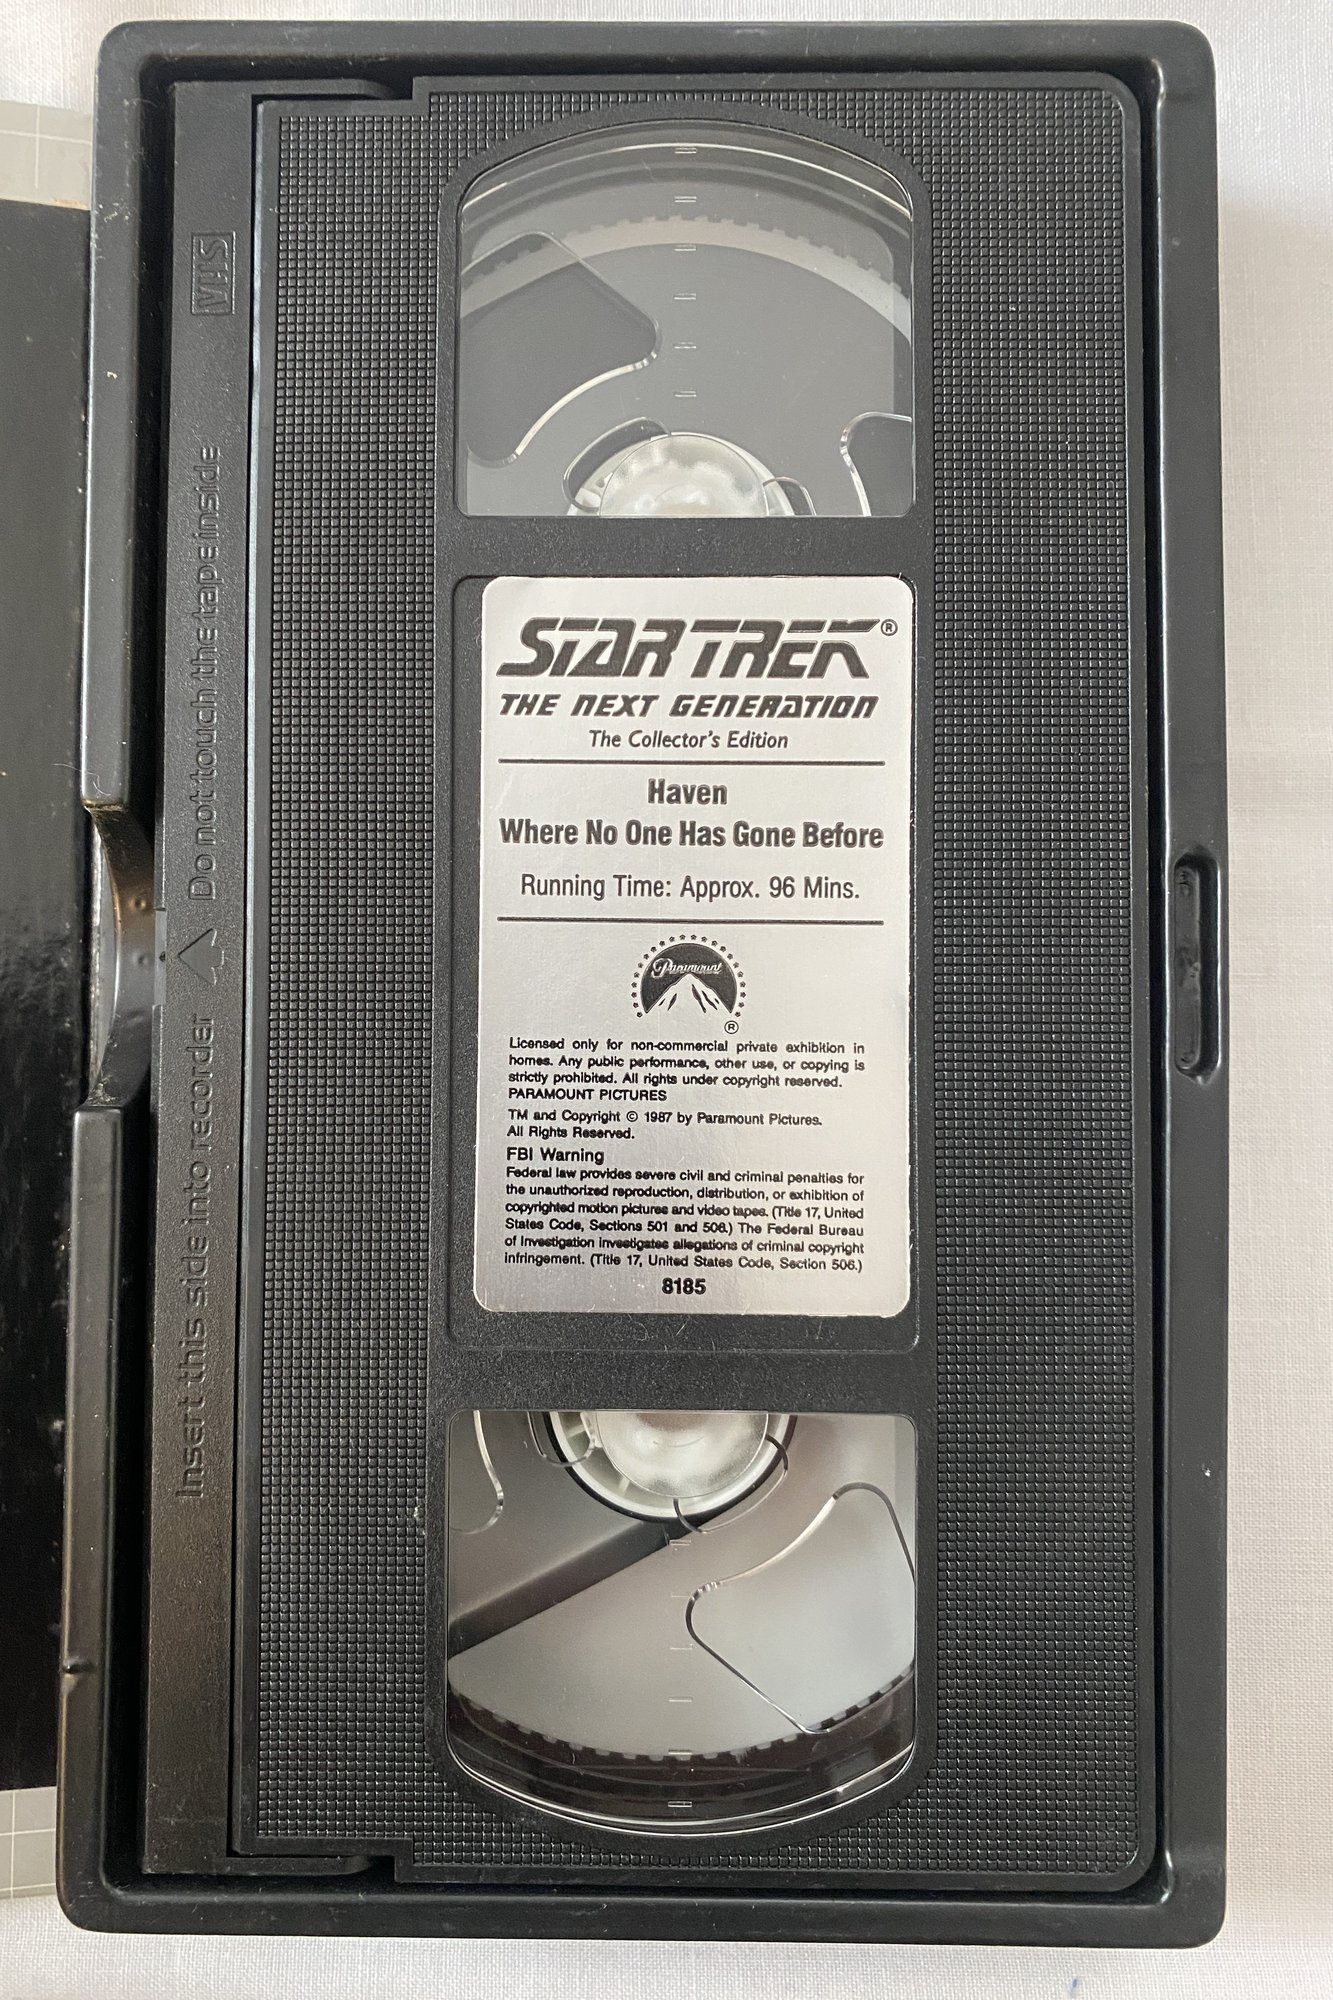 VHS
Insert this side into recorder
Do not touch the tape inside
STAR TREK®
THE NEXT GENERATION
The Collector's Edition
Haven
Where No One Has Gone Before
Running Time: Approx. 96 Mins.
Paramount
®
Licensed only for non-commercial private exhibition in
homes. Any public performance, other use, or copying is
strictly prohibited. All rights under copyright reserved.
PARAMOUNT PICTURES
TM and Copyright © 1987 by Paramount Pictures.
All Rights Reserved.
FBI Warning
Federal law provides severe civil and criminal penalties for
the unauthorized reproduction, distribution, or exhibition of
copyrighted motion pictures and video tapes. (Title 17, United
States Code, Sections 501 and 506.) The Federal Bureau
of Investigation investigates allegations of criminal copyright
infringement. (Title 17, United States Code, Section 506.)
8185